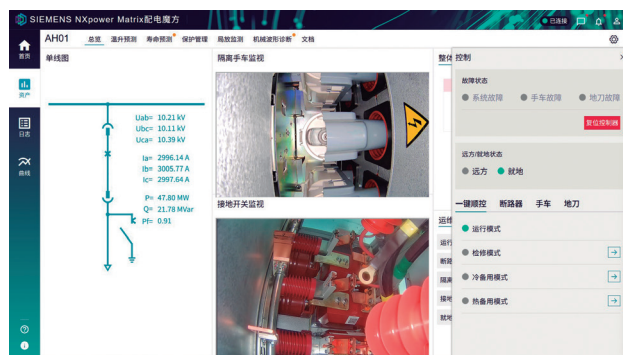 SIEMENS NXpower Matrix配电魔方
已连接
首页
资产
日志
曲线
AH01 总览 温升预测 寿命预测 保护管理 局放监测 机械波形诊断 文档
单线图
Uab= 10.21 kV
Ubc= 10.11 kV
Uca= 10.39 kV
Ia= 2996.14 A
Ib= 3005.77 A
Ic= 2997.64 A
P= 47.80 MW
Q= 21.78 MVar
Pf= 0.91
隔离手车监视
接地开关监视
整体
运维
运行
断路
隔离
接地
就地
控制
故障状态
系统故障 手车故障 地刀故障
复位控制器
远方/就地状态
远方 就地
一键顺控 断路器 手车 地刀
运行模式
检修模式
冷备用模式
热备用模式